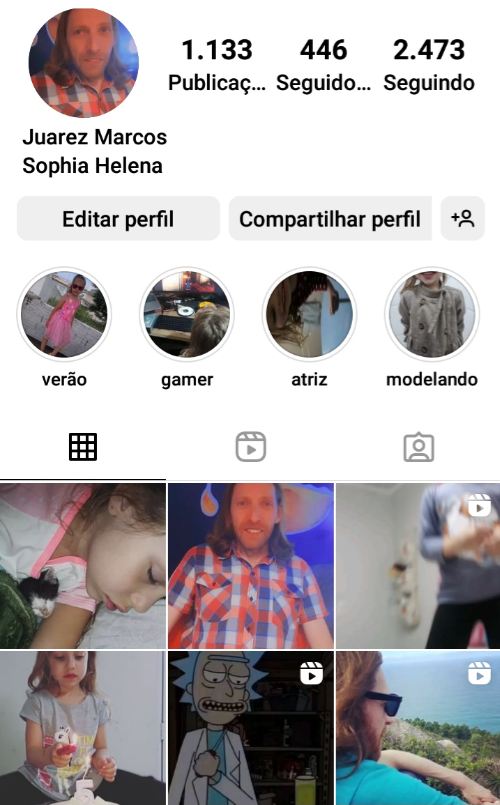 1.133 446 2.473
Publicaç... Seguido... Seguindo
Juarez Marcos
Sophia Helena
Editar perfil Compartilhar perfil
verão gamer atriz modelando
5